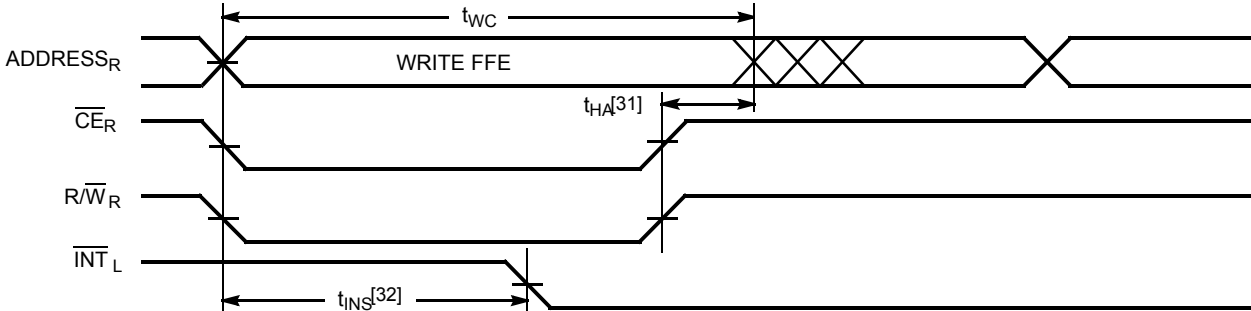 tWC
ADDRESSR
WRITE FFE
tHA[31]
CER
R/WR
INTL
tINS[32]